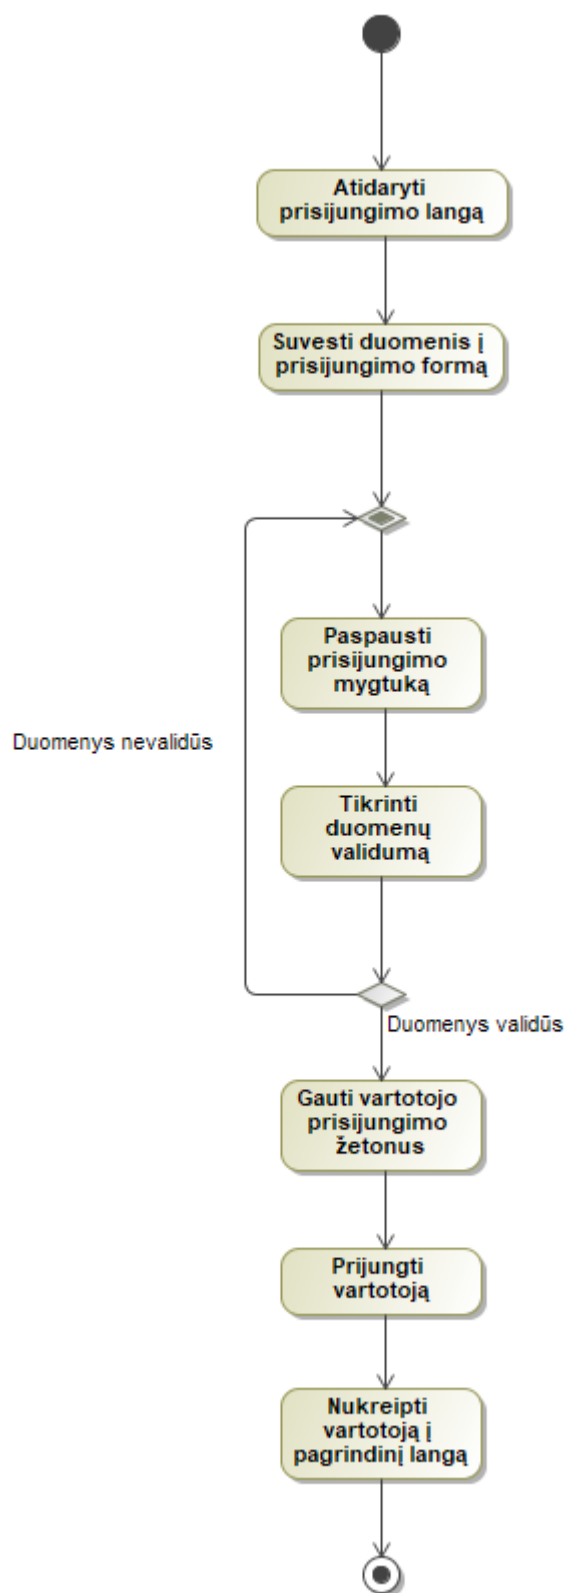 Atidaryti
prisijungimo langą
Suvesti duomenis į
prisijungimo formą
Paspausti
prisijungimo
mygtuką
Duomenys nevalidūs
Tikrinti
duomenų
validumą
Duomenys validūs
Gauti vartotojo
prisijungimo
žetonus
Prijungti
vartotoją
Nukreipti
vartotoją į
pagrindinį langą